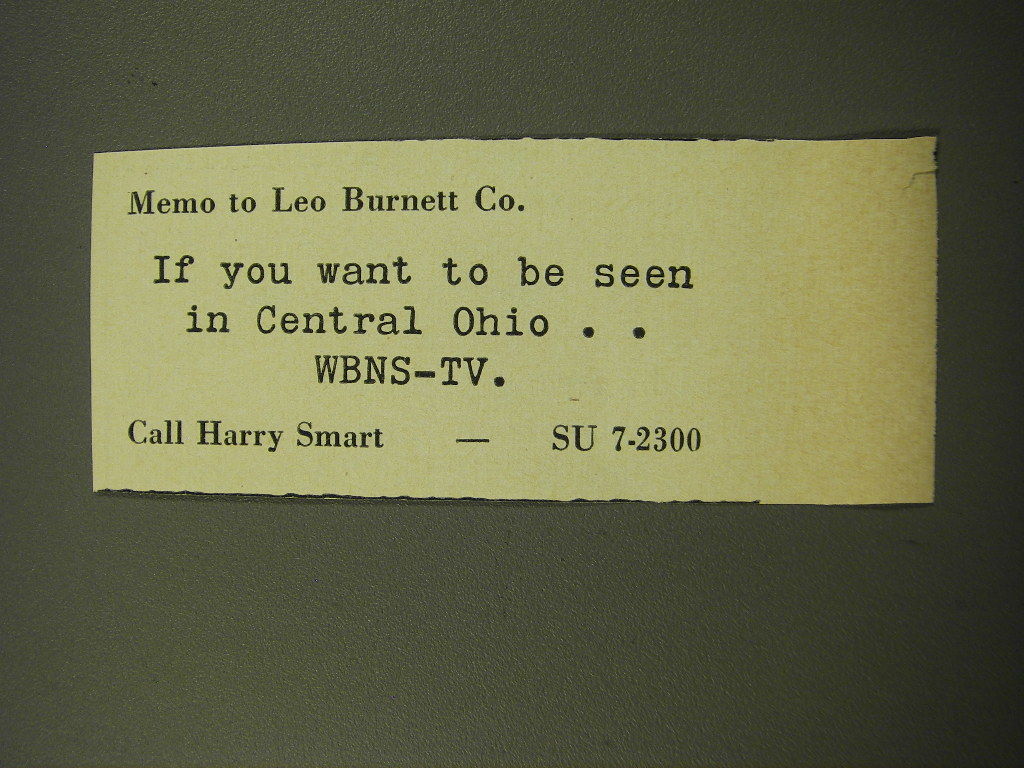 Memo to Leo Burnett Co.
If you want to be seen
in Central Ohio . .
WBNS-TV.
Call Harry Smart — SU 7-2300